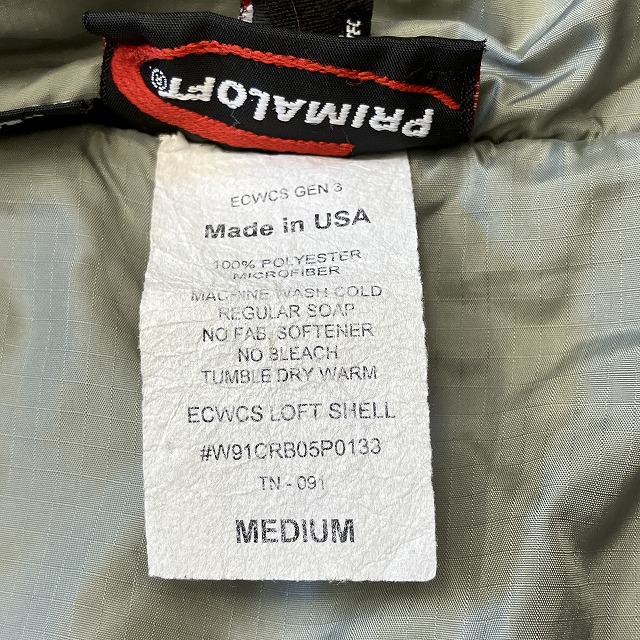 PRIMALOFT®
ECWCS GEN 3
Made in USA
100% POLYESTER
MICROFIBER
MACHINE WASH COLD
REGULAR SOAP
NO FAB. SOFTENER
NO BLEACH
TUMBLE DRY WARM
ECWCS LOFT SHELL
#W91CRB05P0133
TN - 091
MEDIUM